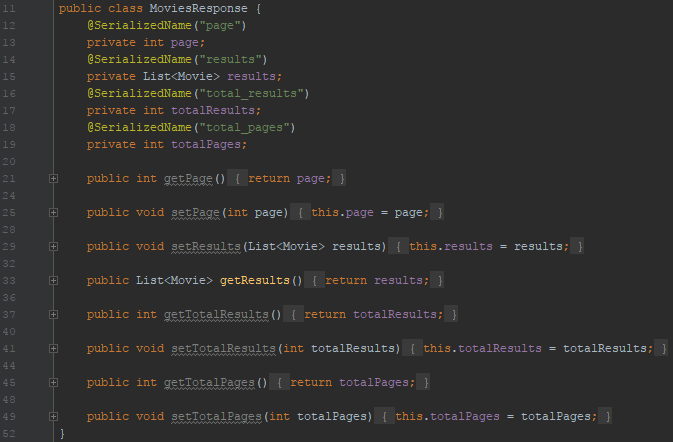 11 public class MoviesResponse {
12 @SerializedName("page")
13 private int page;
14 @SerializedName("results")
15 private List<Movie> results;
16 @SerializedName("total_results")
17 private int totalResults;
18 @SerializedName("total_pages")
19 private int totalPages;
20
21 public int getPage() { return page; }
24
25 public void setPage(int page) { this.page = page; }
28
29 public void setResults(List<Movie> results) { this.results = results; }
32
33 public List<Movie> getResults() { return results; }
36
37 public int getTotalResults() { return totalResults; }
40
41 public void setTotalResults(int totalResults) { this.totalResults = totalResults; }
44
45 public int getTotalPages() { return totalPages; }
48
49 public void setTotalPages(int totalPages) { this.totalPages = totalPages; }
52 }